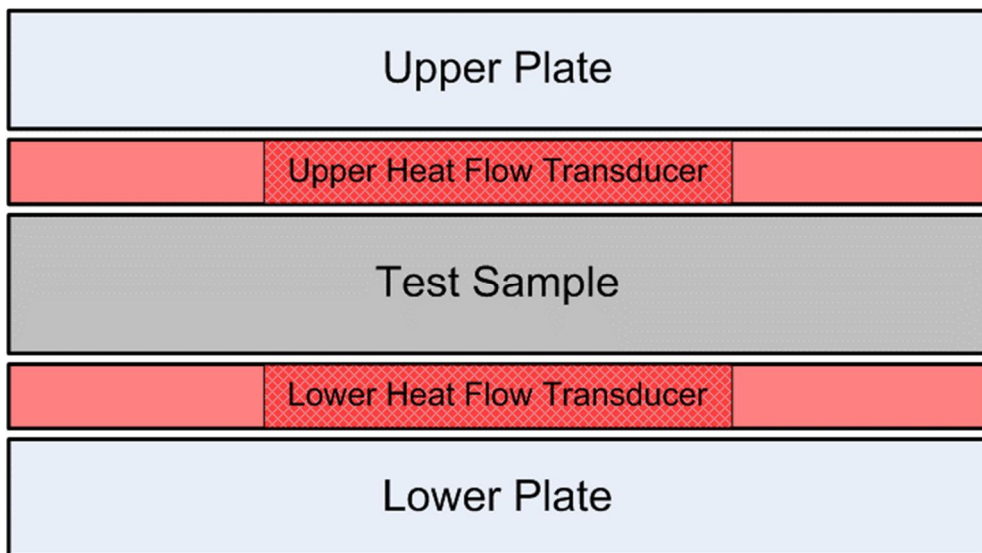 Upper Plate
Upper Heat Flow Transducer
Test Sample
Lower Heat Flow Transducer
Lower Plate